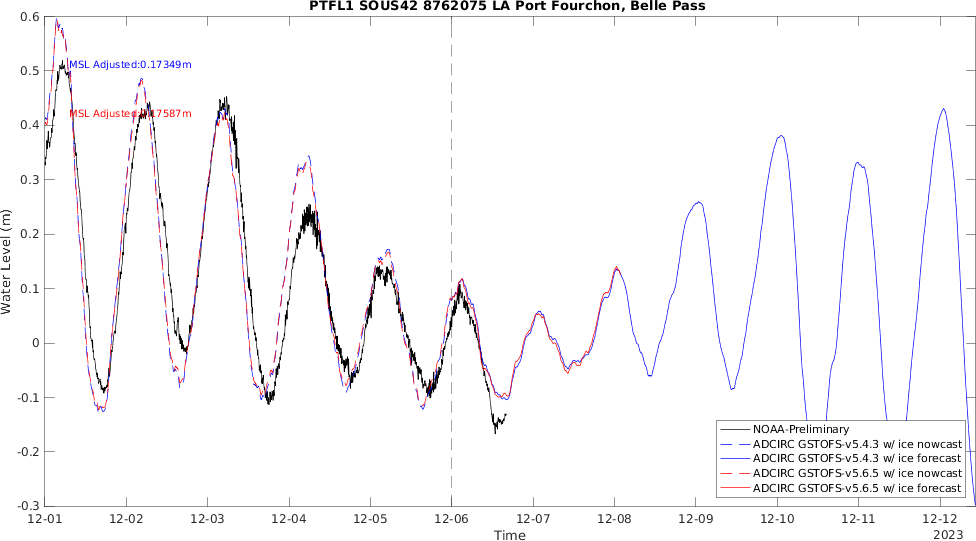 PTFL1 SOUS42 8762075 LA Port Fourchon, Belle Pass
0.6
0.5
0.4
0.3
0.2
0.1
0
-0.1
-0.2
-0.3
Water Level (m)
MSL Adjusted:0.17349m
MSL Adjusted:0.17587m
NOAA-Preliminary
ADCIRC GSTOFS-v5.4.3 w/ ice nowcast
ADCIRC GSTOFS-v5.4.3 w/ ice forecast
ADCIRC GSTOFS-v5.6.5 w/ ice nowcast
ADCIRC GSTOFS-v5.6.5 w/ ice forecast
12-01 12-02 12-03 12-04 12-05 12-06 12-07 12-08 12-09 12-10 12-11 12-12
Time
2023